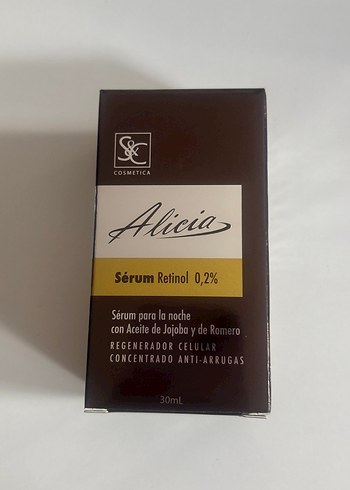 S&C
COSMETICA
Alicia
Sérum Retinol 0,2%
Sérum para la noche
con Aceite de Jojoba y de Romero
REGENERADOR CELULAR
CONCENTRADO ANTI-ARRUGAS
30mL